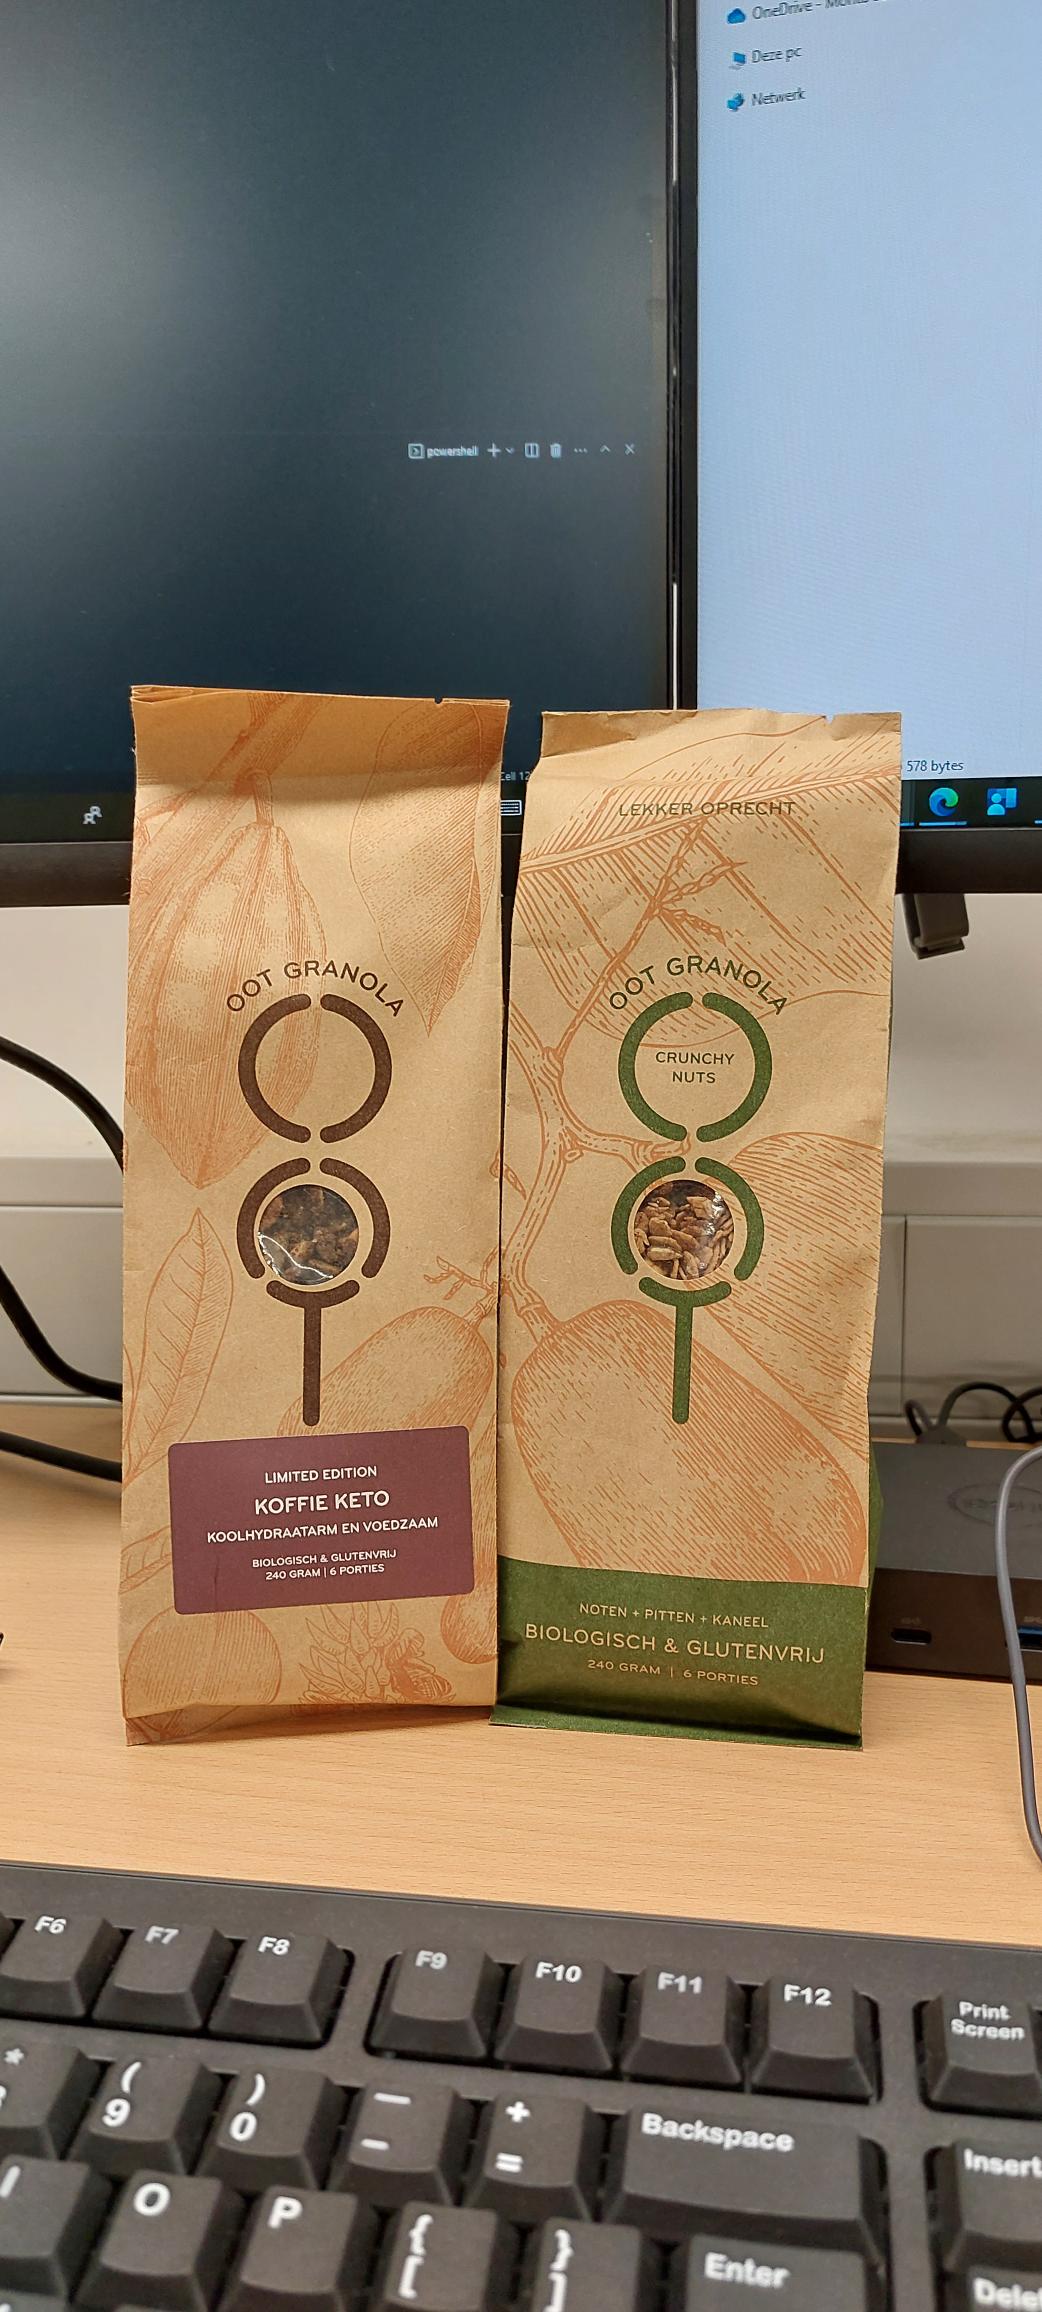 OneDrive -
Deze pc
Netwerk
powershell
578 bytes
OOT GRANOLA
LIMITED EDITION
KOFFIE KETO
KOOLHYDRAATARM EN VOEDZAAM
BIOLOGISCH & GLUTENVRIJ
240 GRAM | 6 PORTIES
LEKKER OPRECHT
OOT GRANOLA
CRUNCHY
NUTS
NOTEN + PITTEN + KANEEL
BIOLOGISCH & GLUTENVRIJ
240 GRAM | 6 PORTIES
F6 F7 F8 F9 F10 F11 F12 Print
Screen
* ( ) — +
9 0 - = Backspace Insert
O P { }
[ ] Enter